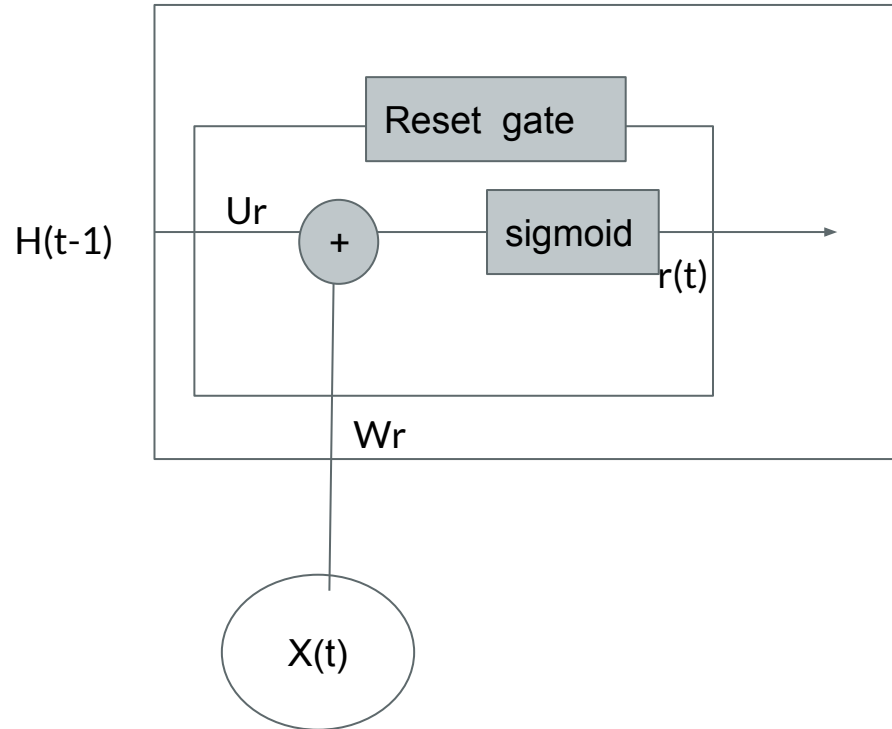 Reset gate
Ur
H(t-1)
+
sigmoid
r(t)
Wr
X(t)